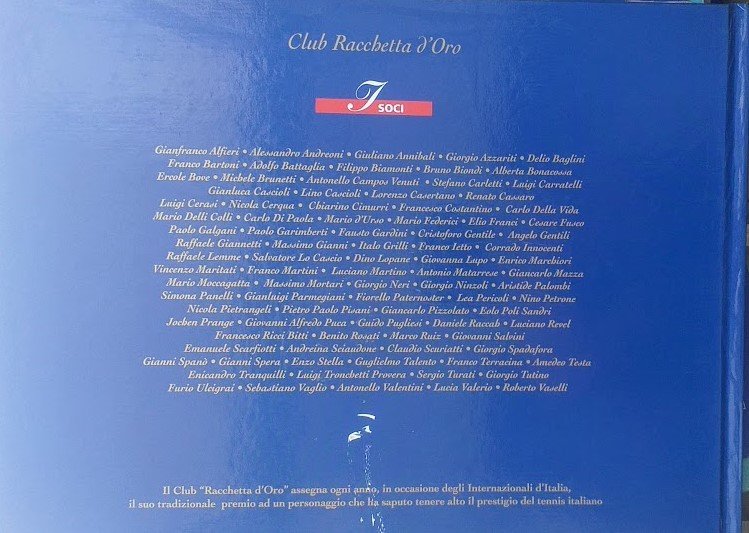 Club Racchetta d'Oro
I SOCI
Gianfranco Alfieri • Alessandro Andreoni • Giuliano Annibali • Giorgio Azzariti • Delio Baglini
Franco Bartoni • Adolfo Battaglia • Filippo Biamonti • Bruno Biondi • Alberta Bonacossa
Ercole Bove • Michele Brunetti • Antonello Campos Venuti • Stefano Carletti • Luigi Carratelli
Gianluca Cascioli • Lino Cascioli • Lorenzo Casertano • Renato Cassaro
Luigi Cerasi • Nicola Cerqua • Chiarino Cimurri • Francesco Costantino • Carlo Della Vida
Mario Delli Colli • Carlo Di Paola • Mario d'Urso • Mario Federici • Elio Franci • Cesare Fusco
Paolo Galgani • Paolo Garimberti • Fausto Gardini • Cristoforo Gentile • Angelo Gentili
Raffaele Giannetti • Massimo Gianni • Italo Grilli • Franco Ietto • Corrado Innocenti
Raffaele Lemme • Salvatore Lo Cascio • Dino Lopane • Giovanna Lupo • Enrico Marchiori
Vincenzo Maritati • Franco Martini • Luciano Martino • Antonio Matarrese • Giancarlo Mazza
Mario Moccagatta • Massimo Mortari • Giorgio Neri • Giorgio Ninzoli • Aristide Palombi
Simona Panelli • Gianluigi Parmegiani • Fiorello Paternoster • Lea Pericoli • Nino Petrone
Nicola Pietrangeli • Pietro Paolo Pisani • Giancarlo Pizzolato • Eolo Poli Sandri
Jochen Prange • Giovanni Alfredo Puca • Guido Pugliesi • Daniele Raccab • Luciano Revel
Francesco Ricci Bitti • Benito Rosati • Marco Ruiz • Giovanni Salvini
Emanuele Scarfiotti • Andreina Sciaudone • Claudio Scuriatti • Giorgio Spadafora
Gianni Spanò • Gianni Spera • Enzo Stella • Guglielmo Talento • Franco Terracina • Amedeo Testa
Enicandro Tranquilli • Luigi Tronchetti Provera • Sergio Turati • Giorgio Tutino
Furio Ulcigrai • Sebastiano Vaglio • Antonello Valentini • Lucia Valerio • Roberto Vaselli
Il Club "Racchetta d'Oro" assegna ogni anno, in occasione degli Internazionali d'Italia,
il suo tradizionale premio ad un personaggio che ha saputo tenere alto il prestigio del tennis italiano